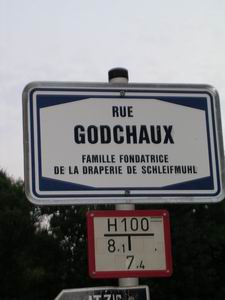 RUE
GODCHAUX
FAMILLE FONDATRICE
DE LA DRAPERIE DE SCHLEIFMUHL
H100
8.1
7.4